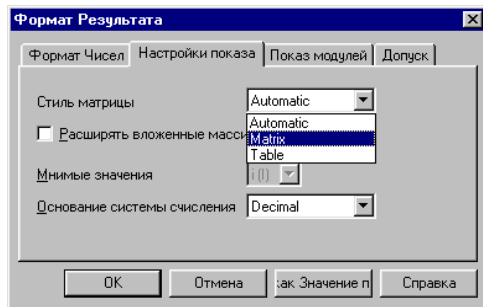 Формат Результата
Формат Чисел Настройки показа Показ модулей Допуск
Стиль матрицы Automatic
Automatic
Расширять вложенные масси
Matrix
Table
Мнимые значения i (I)
Основание системы счисления Decimal
OK Отмена как Значение п Справка